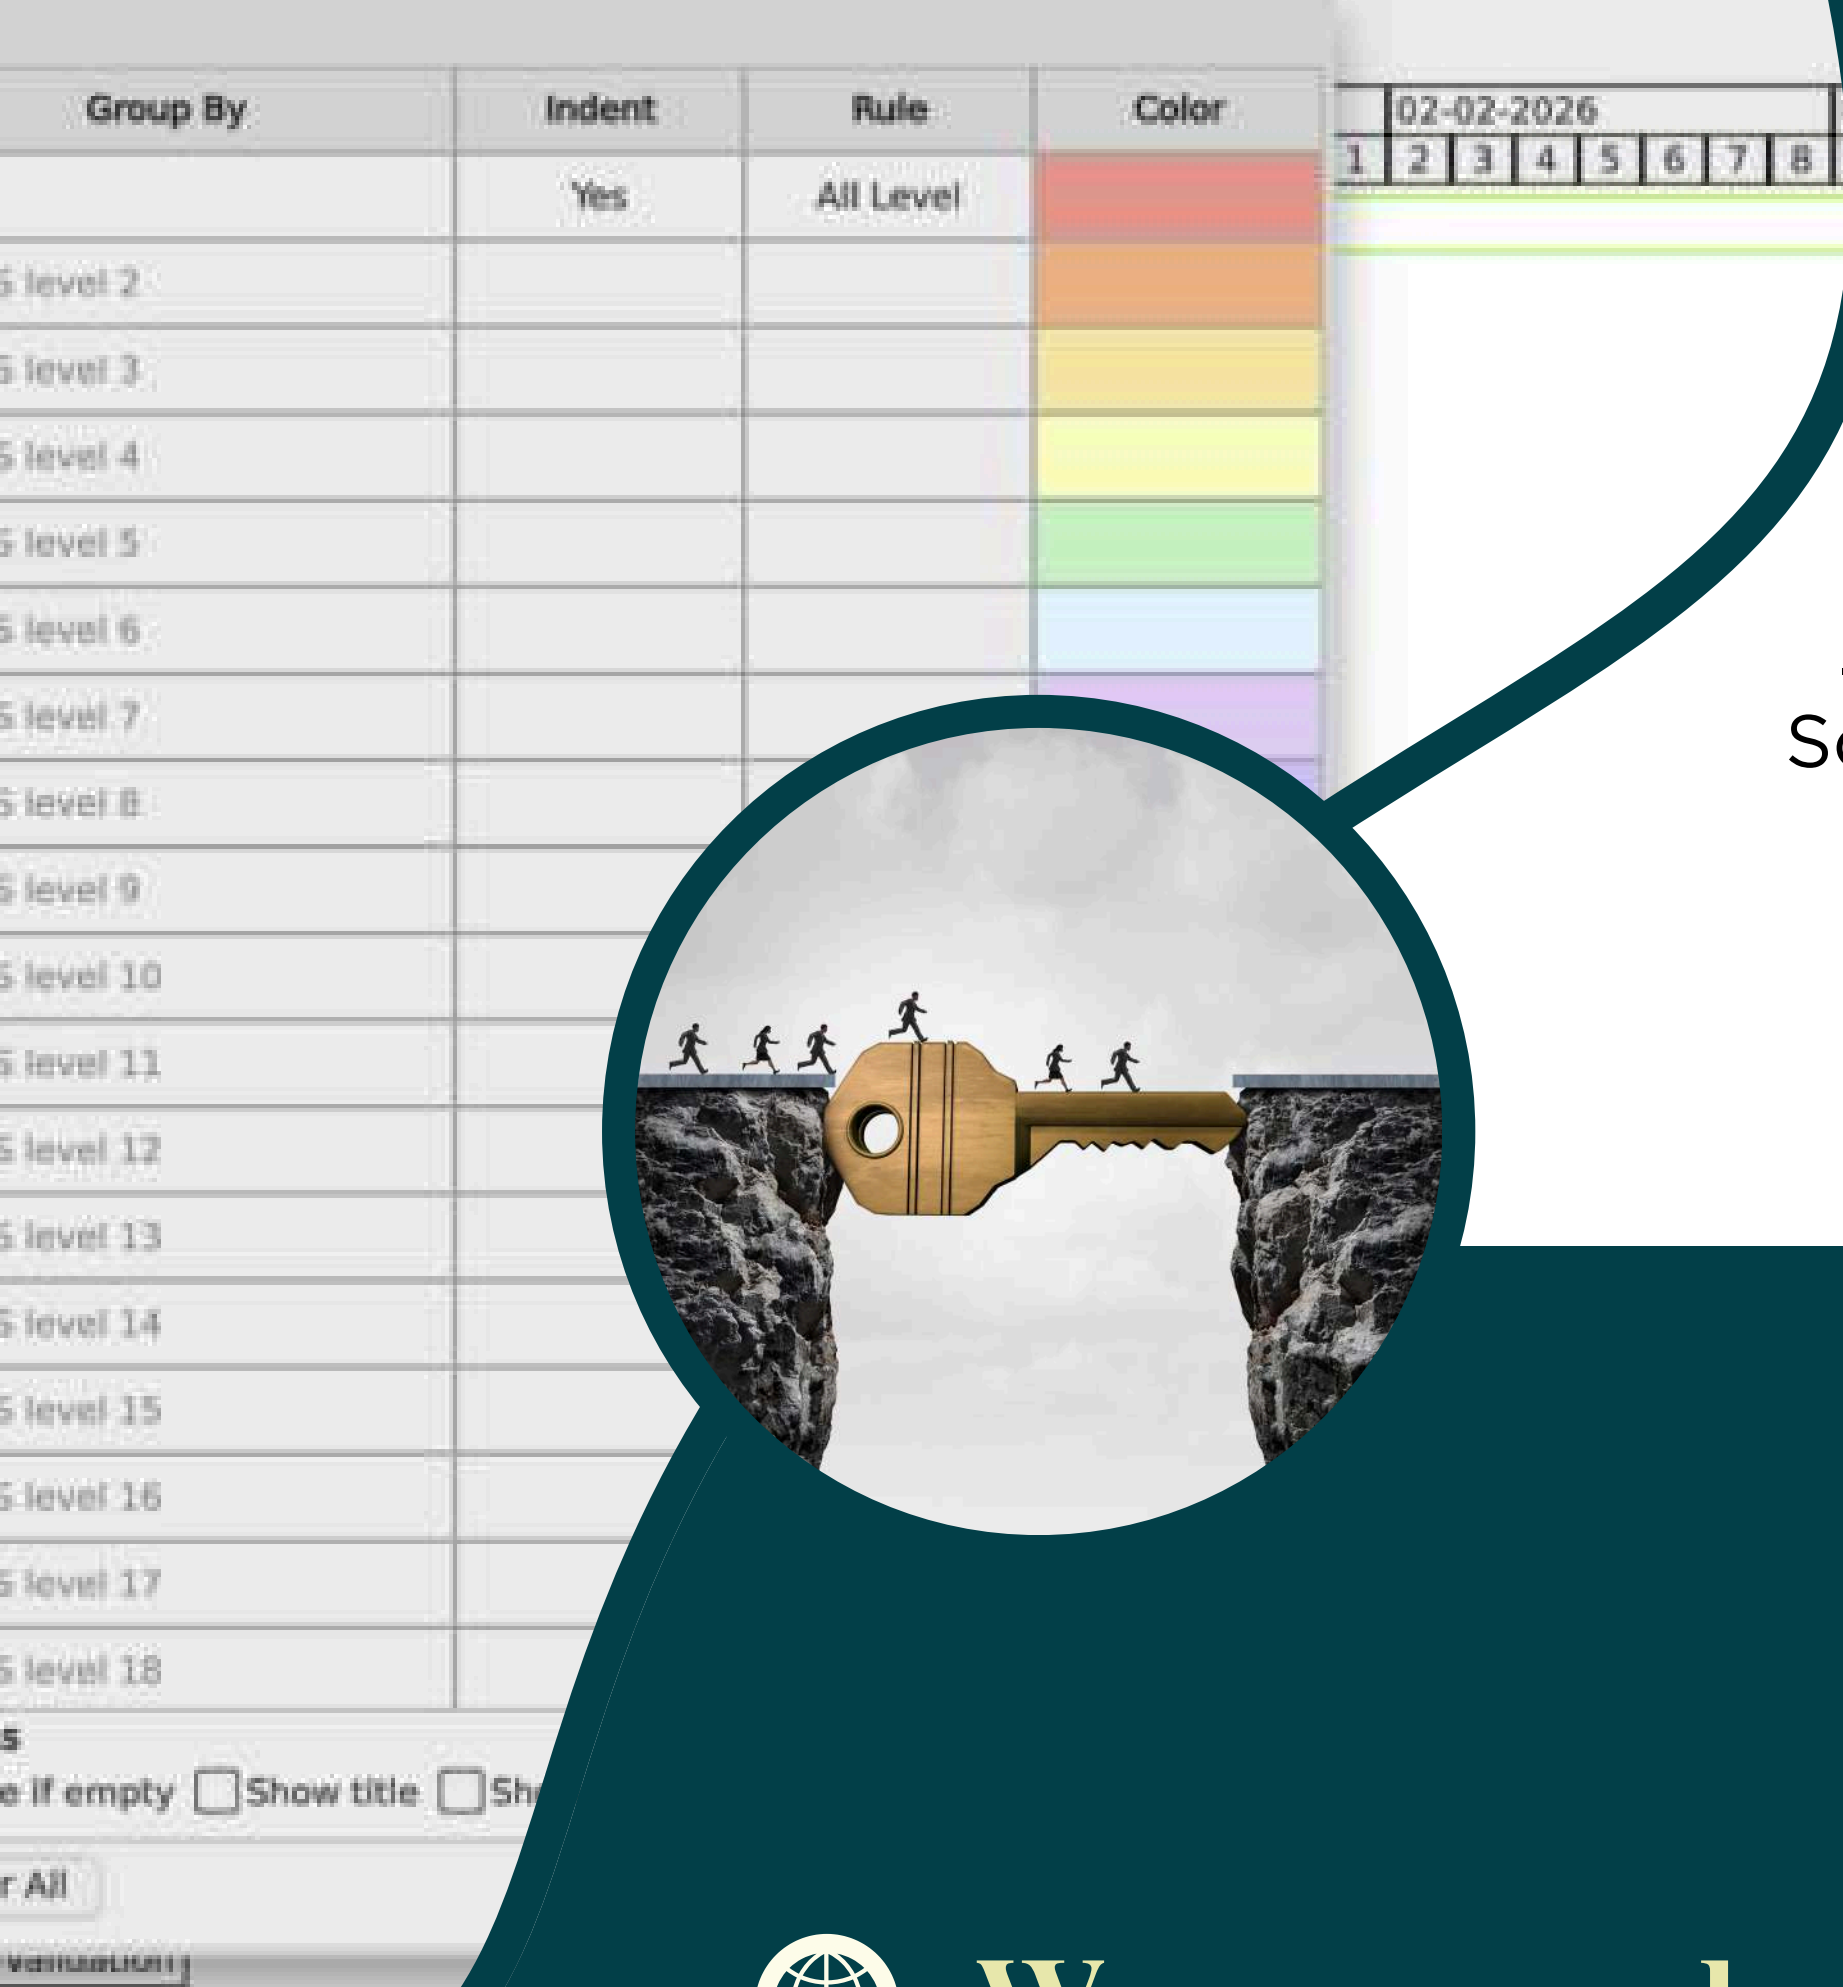 Group By Indent Rule Color
02-02-2026
1 2 3 4 5 6 7 8
Yes All Level
S level 2
S level 3
S level 4
S level 5
S level 6
S level 7
S level 8
S level 9
S level 10
S level 11
S level 12
S level 13
S level 14
S level 15
S level 16
S level 17
S level 18
s
e if empty Show title Sh
r All